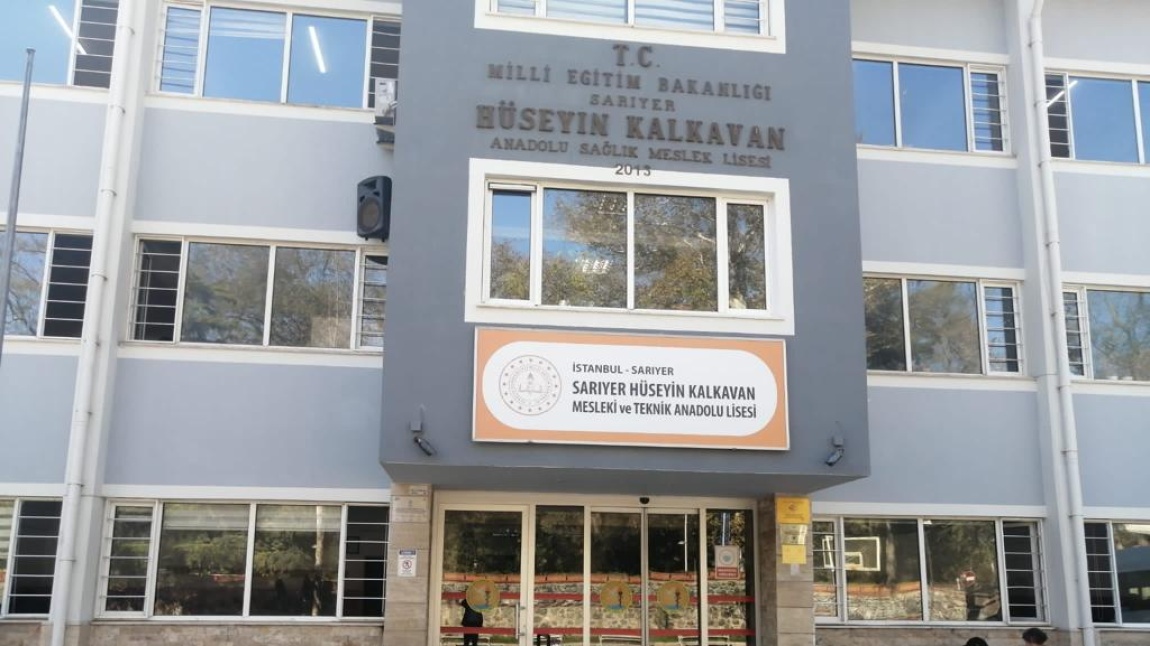 T.C.
MİLLİ EĞİTİM BAKANLIĞI
SARIYER
HÜSEYİN KALKAVAN
ANADOLU SAĞLIK MESLEK LİSESİ
2013
İSTANBUL - SARIYER
SARIYER HÜSEYİN KALKAVAN
MESLEKİ ve TEKNİK ANADOLU LİSESİ